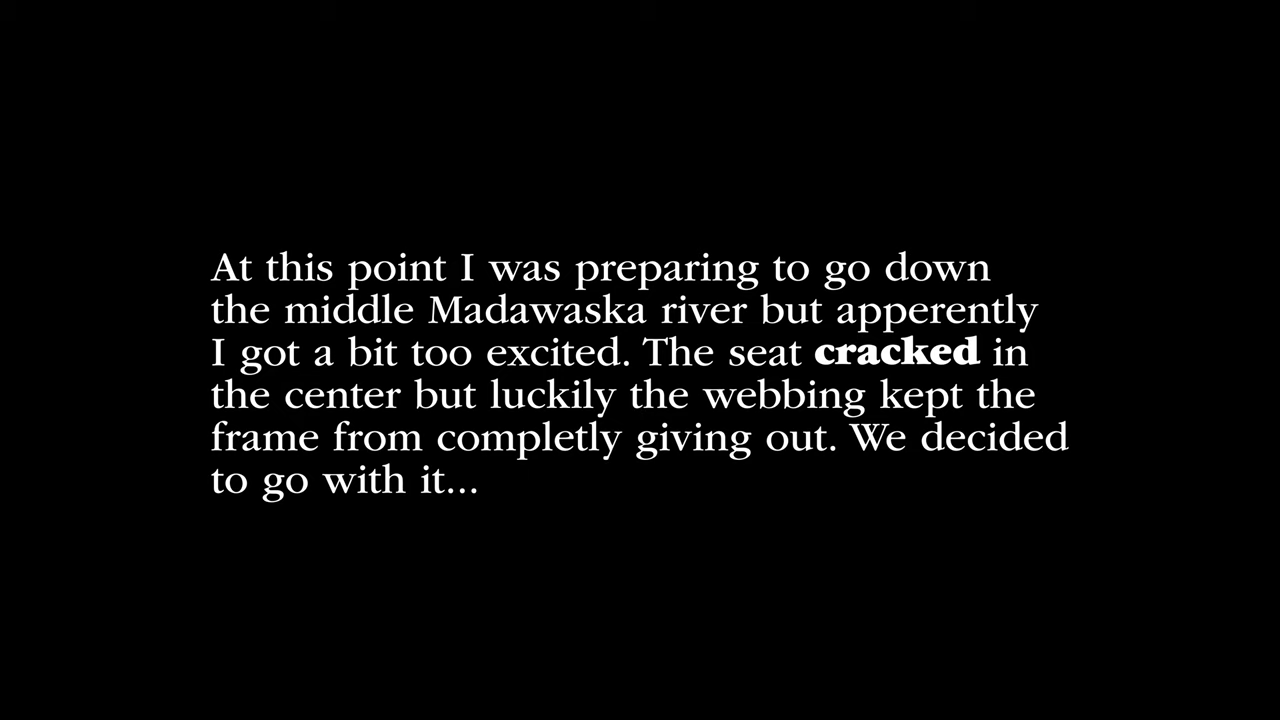 At this point I was preparing to go down
the middle Madawaska river but apperently
I got a bit too excited. The seat cracked in
the center but luckily the webbing kept the
frame from completly giving out. We decided
to go with it...